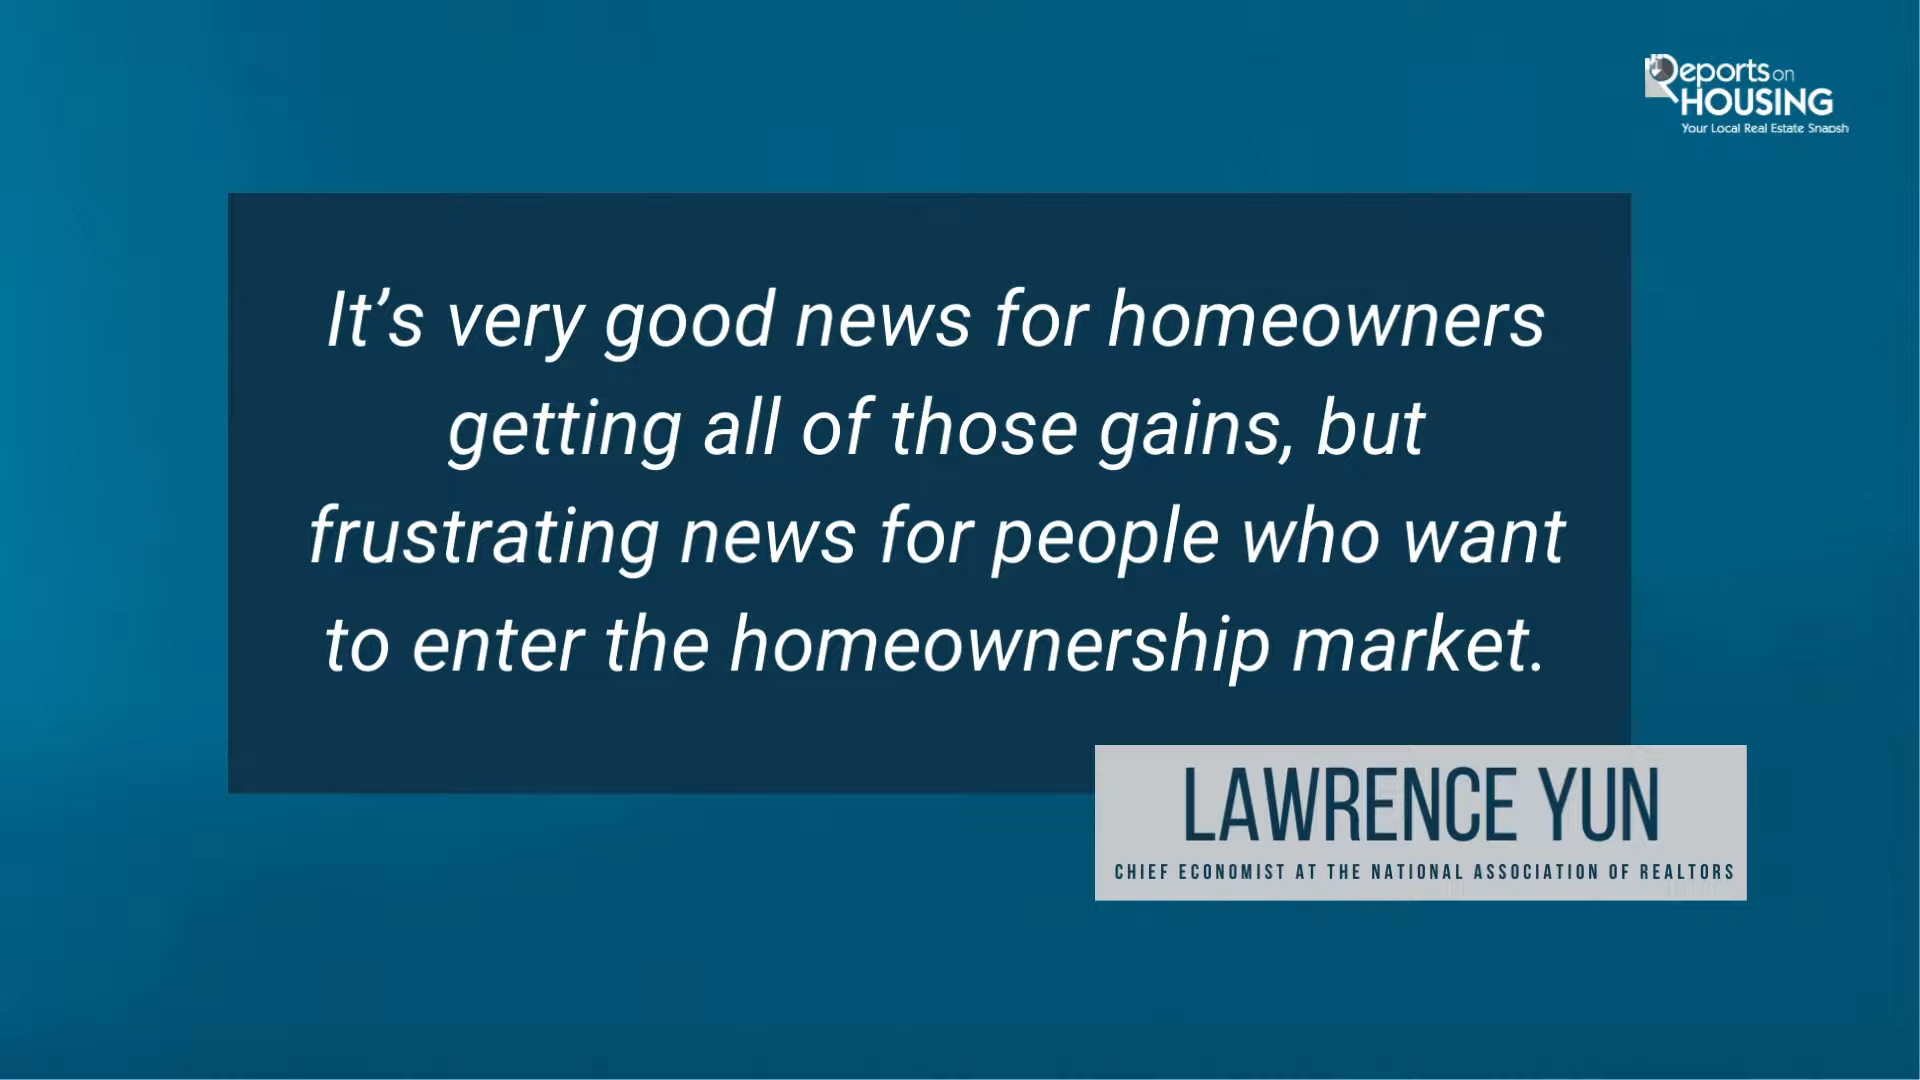 Reports on
HOUSING
Your Local Real Estate Snapsh
It’s very good news for homeowners
getting all of those gains, but
frustrating news for people who want
to enter the homeownership market.
LAWRENCE YUN
CHIEF ECONOMIST AT THE NATIONAL ASSOCIATION OF REALTORS